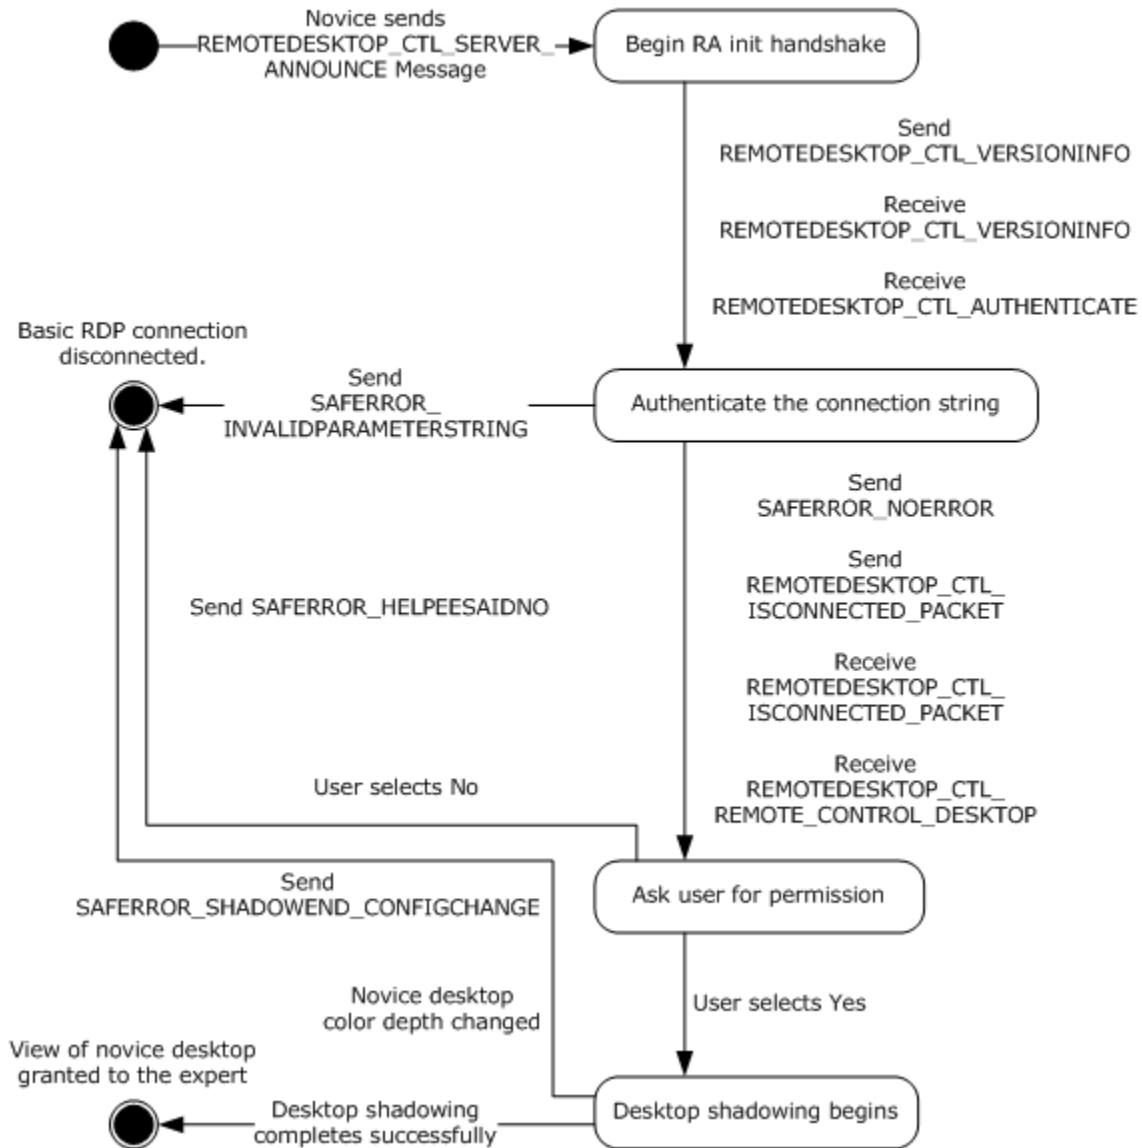 Novice sends
REMOTEDESKTOP_CTL_SERVER_
ANNOUNCE Message
Begin RA init handshake
Send
REMOTEDESKTOP_CTL_VERSIONINFO
Receive
REMOTEDESKTOP_CTL_VERSIONINFO
Receive
REMOTEDESKTOP_CTL_AUTHENTICATE
Basic RDP connection
disconnected.
Send
SAFERROR_
INVALIDPARAMETERSTRING
Authenticate the connection string
Send
SAFERROR_NOERROR
Send
REMOTEDESKTOP_CTL_
ISCONNECTED_PACKET
Send SAFERROR_HELPEESAIDNO
Receive
REMOTEDESKTOP_CTL_
ISCONNECTED_PACKET
Receive
REMOTEDESKTOP_CTL_
REMOTE_CONTROL_DESKTOP
User selects No
Ask user for permission
Send
SAFERROR_SHADOWEND_CONFIGCHANGE
User selects Yes
Novice desktop
color depth changed
View of novice desktop
granted to the expert
Desktop shadowing begins
Desktop shadowing
completes successfully